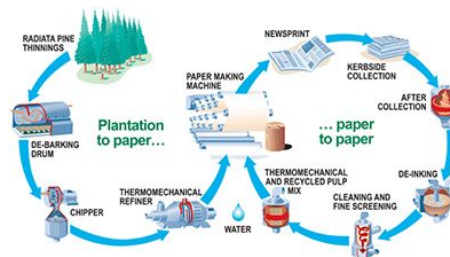 RADIATA PINE
THINNINGS
DE-BARKING
DRUM
CHIPPER
THERMOMECHANICAL
REFINER
Plantation
to paper...
PAPER MAKING
MACHINE
WATER
NEWSPRINT
KERBSIDE
COLLECTION
AFTER
COLLECTION
DE-INKING
CLEANING AND
FINE SCREENING
THERMOMECHANICAL
AND RECYCLED PULP
MIX
... paper
to paper